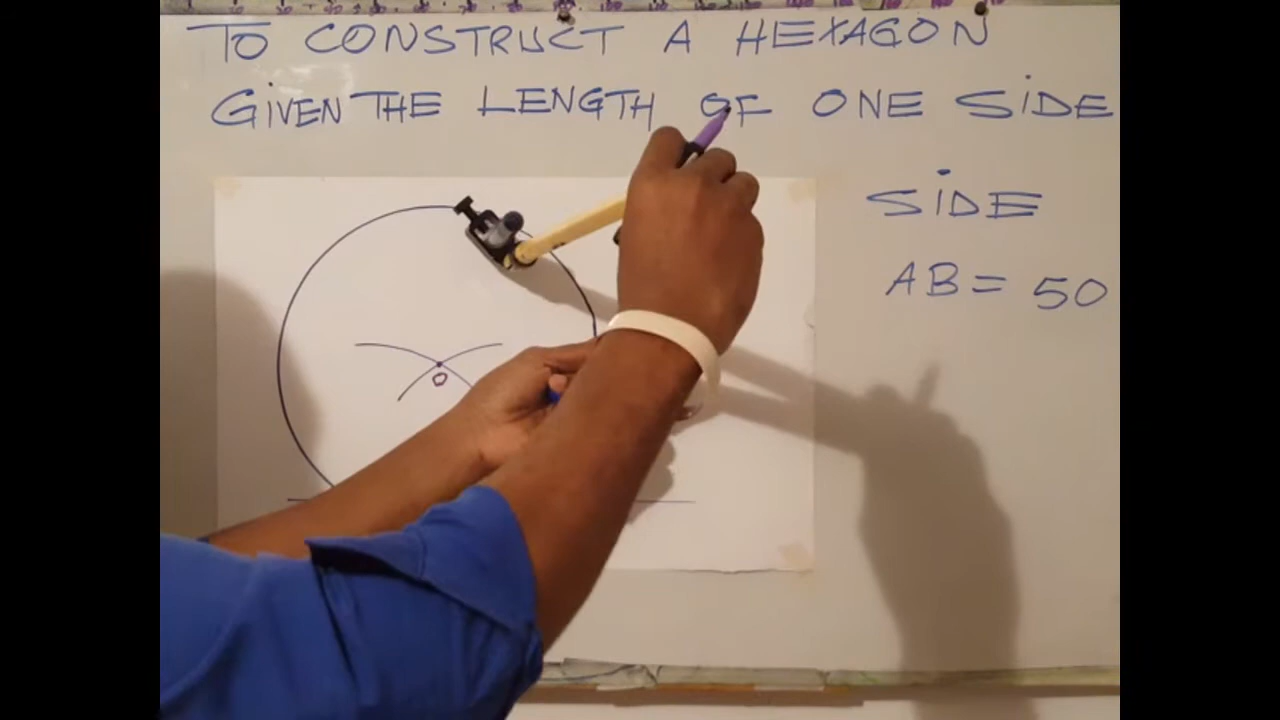 TO CONSTRUCT A HEXAGON
GiVEN THE LENGTH OF ONE SiDE
SiDE
AB = 50
O